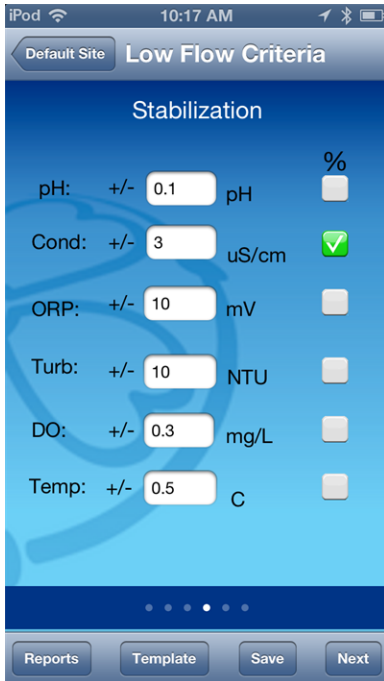 iPod 10:17 AM
Default Site Low Flow Criteria
Stabilization
%
pH: +/- 0.1 pH
Cond: +/- 3 uS/cm
ORP: +/- 10 mV
Turb: +/- 10 NTU
DO: +/- 0.3 mg/L
Temp: +/- 0.5 C
Reports Template Save Next